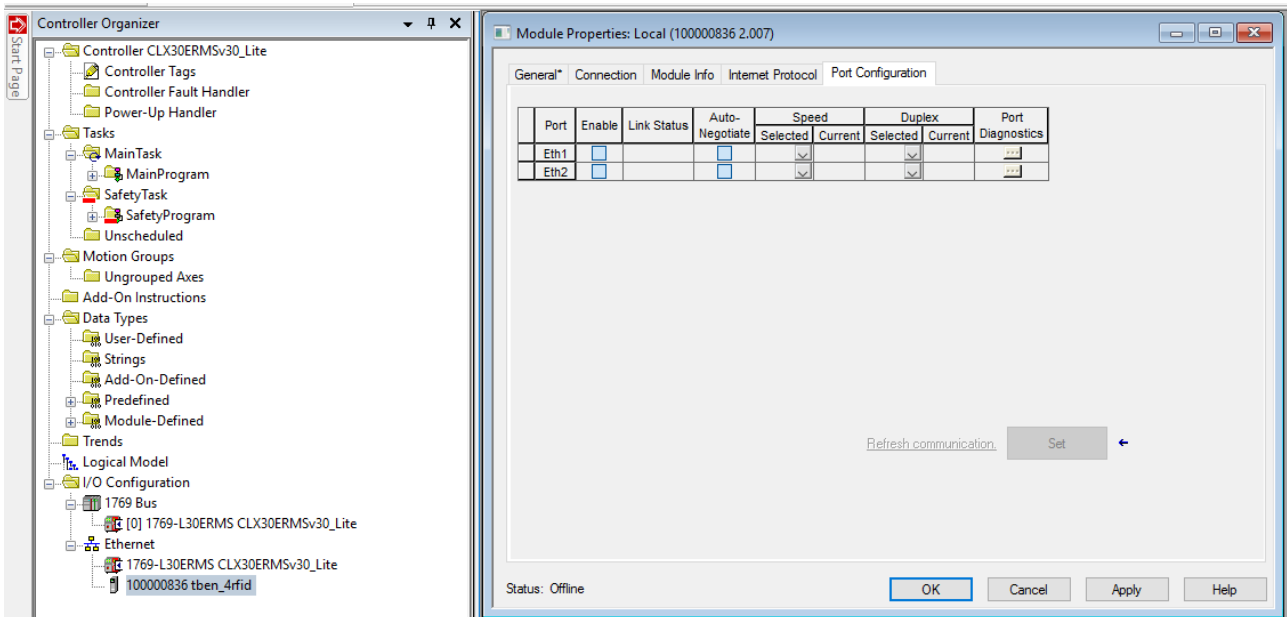 Start Page
Controller Organizer
Controller CLX30ERMSv30_Lite
Controller Tags
Controller Fault Handler
Power-Up Handler
Tasks
MainTask
MainProgram
SafetyTask
SafetyProgram
Unscheduled
Motion Groups
Ungrouped Axes
Add-On Instructions
Data Types
User-Defined
Strings
Add-On-Defined
Predefined
Module-Defined
Trends
Logical Model
I/O Configuration
1769 Bus
[0] 1769-L30ERMS CLX30ERMSv30_Lite
Ethernet
1769-L30ERMS CLX30ERMSv30_Lite
100000836 tben_4rfid
Module Properties: Local (100000836 2.007)
General* Connection Module Info Internet Protocol Port Configuration
Port Enable Link Status Auto-Negotiate Speed Duplex Port Diagnostics
Selected Current Selected Current
Eth1
Eth2
Refresh communication. Set
Status: Offline OK Cancel Apply Help